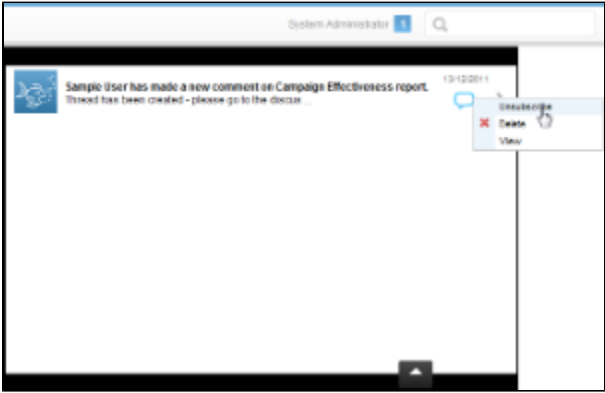 System Administrator 1
13/12/2011
Sample User has made a new comment on Campaign Effectiveness report.
Thread has been created - please go to the discus ...
Unsubscribe
Delete
View